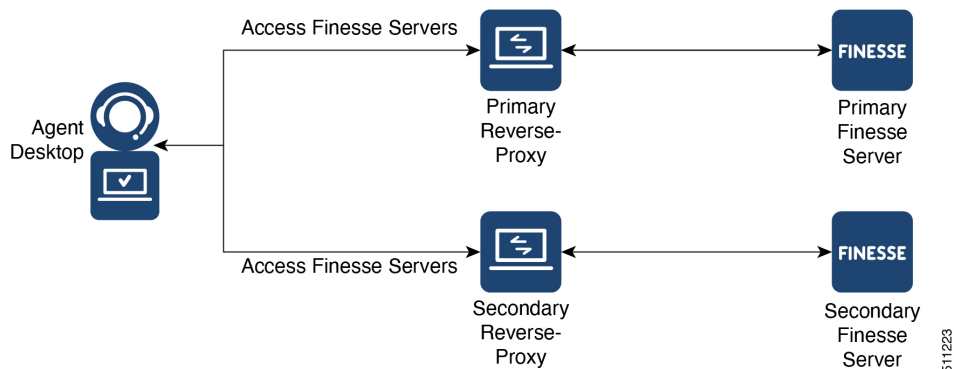 Access Finesse Servers
FINESSE
Primary
Reverse-
Proxy
Primary
Finesse
Server
Agent
Desktop
Access Finesse Servers
FINESSE
Secondary
Reverse-
Proxy
Secondary
Finesse
Server
511223